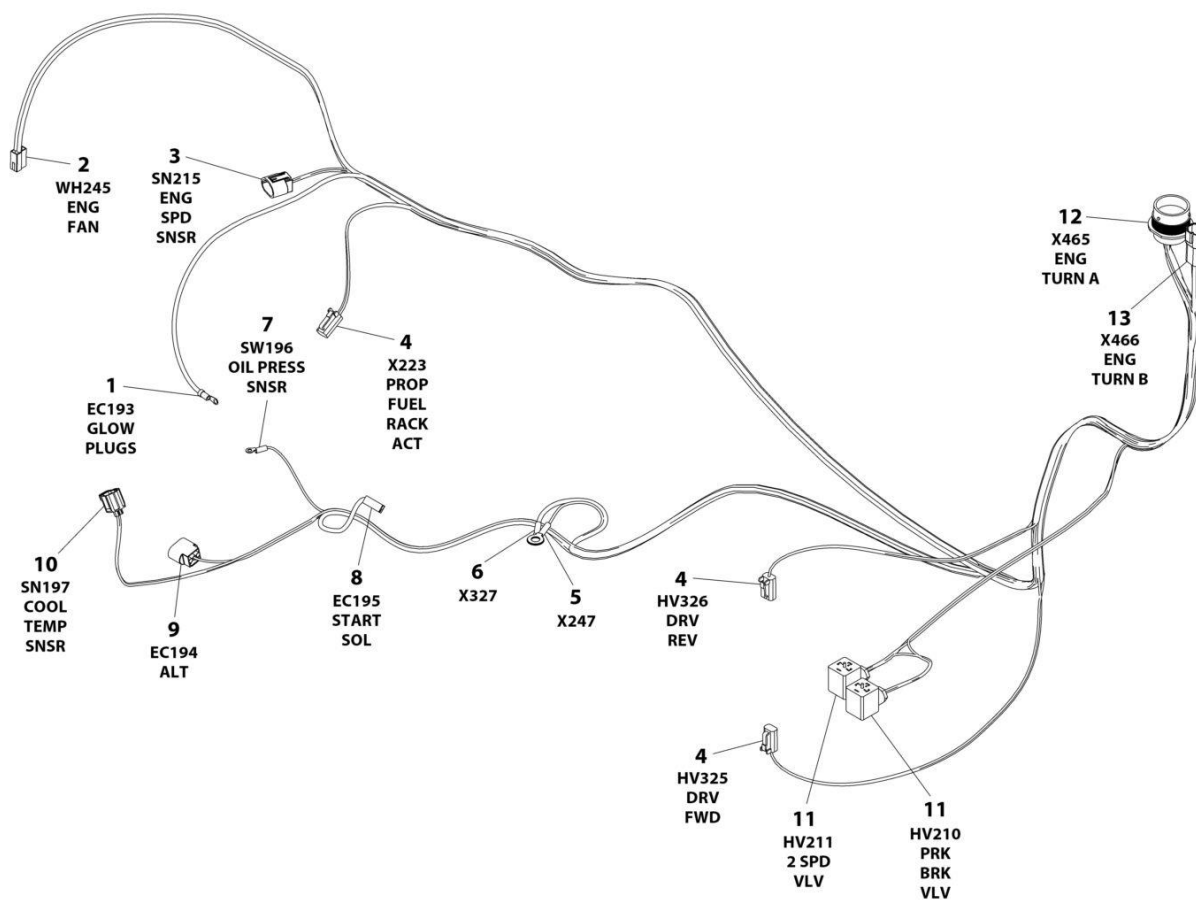 2
WH245
ENG
FAN
3
SN215
ENG
SPD
SNSR
12
X465
ENG
TURN A
13
X466
ENG
TURN B
7
SW196
OIL PRESS
SNSR
4
X223
PROP
FUEL
RACK
ACT
1
EC193
GLOW
PLUGS
10
SN197
COOL
TEMP
SNSR
9
EC194
ALT
8
EC195
START
SOL
6
X327
5
X247
4
HV326
DRV
REV
4
HV325
DRV
FWD
11
HV211
2 SPD
VLV
11
HV210
PRK
BRK
VLV